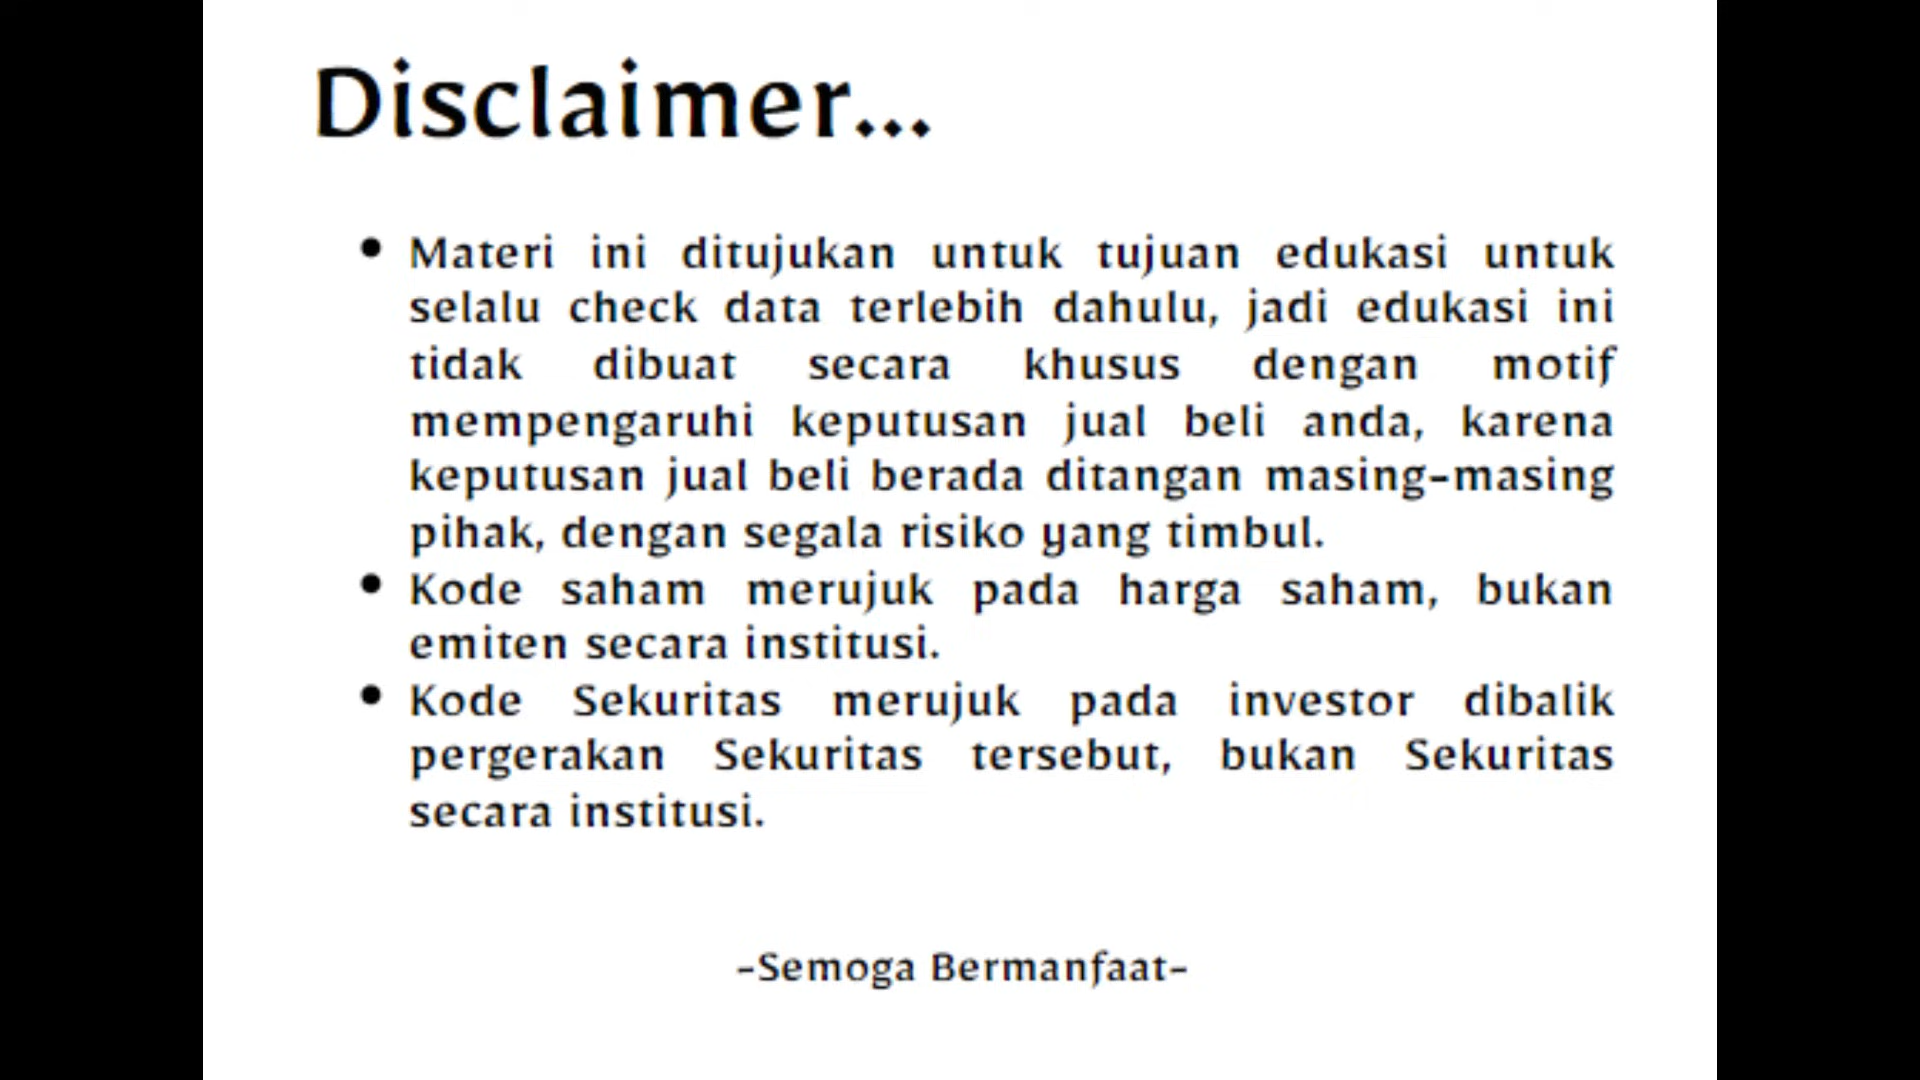 Disclaimer...
• Materi ini ditujukan untuk tujuan edukasi untuk
selalu check data terlebih dahulu, jadi edukasi ini
tidak dibuat secara khusus dengan motif
mempengaruhi keputusan jual beli anda, karena
keputusan jual beli berada ditangan masing-masing
pihak, dengan segala risiko yang timbul.
• Kode saham merujuk pada harga saham, bukan
emiten secara institusi.
• Kode Sekuritas merujuk pada investor dibalik
pergerakan Sekuritas tersebut, bukan Sekuritas
secara institusi.
-Semoga Bermanfaat-